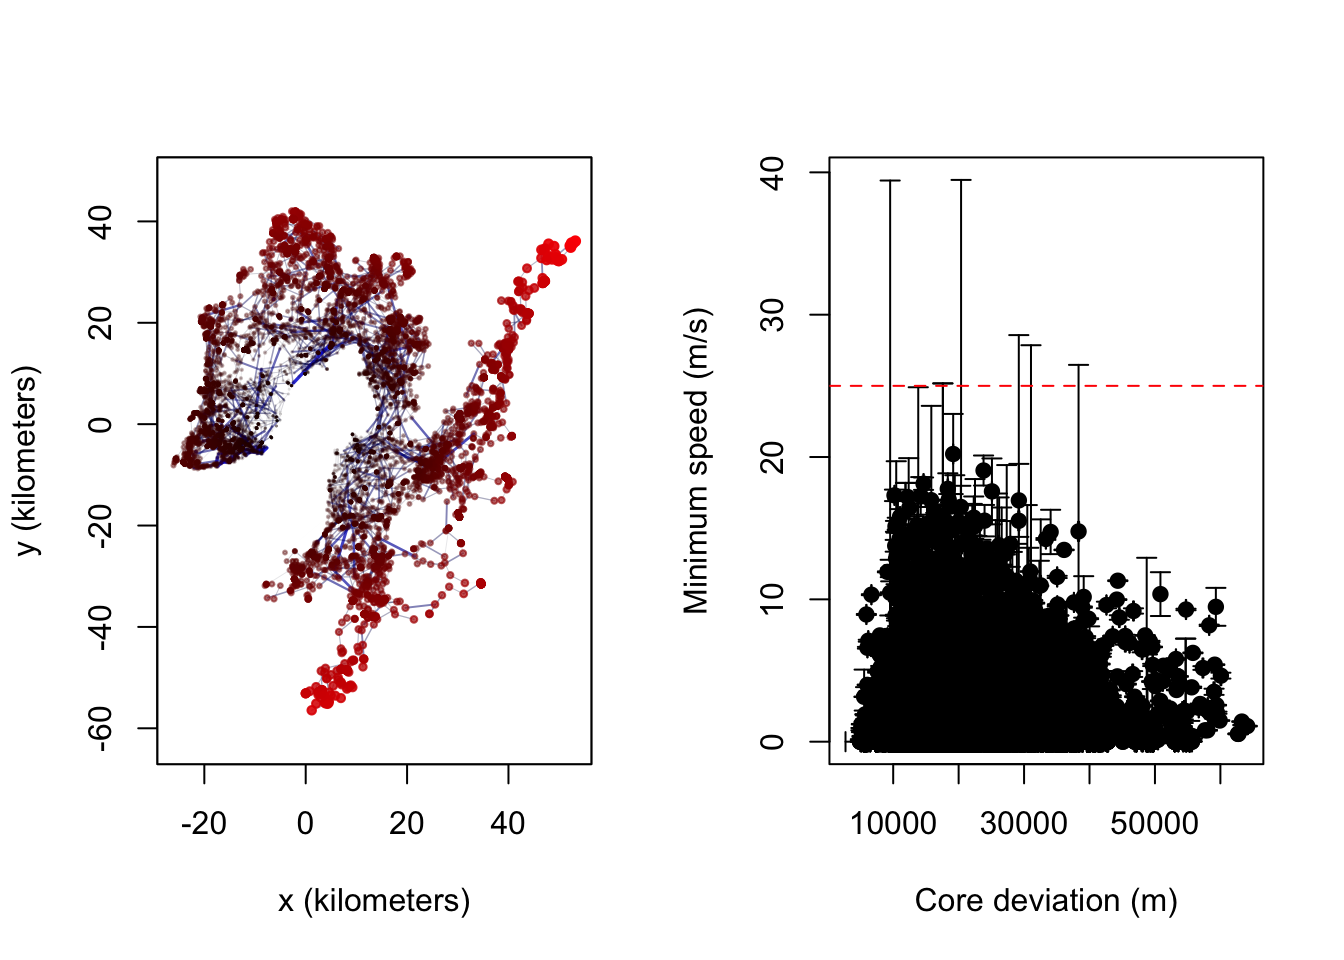 40
20
0
-20
-40
-60
y (kilometers)
-20 0 20 40
x (kilometers)
40
30
20
10
0
Minimum speed (m/s)
10000 30000 50000
Core deviation (m)